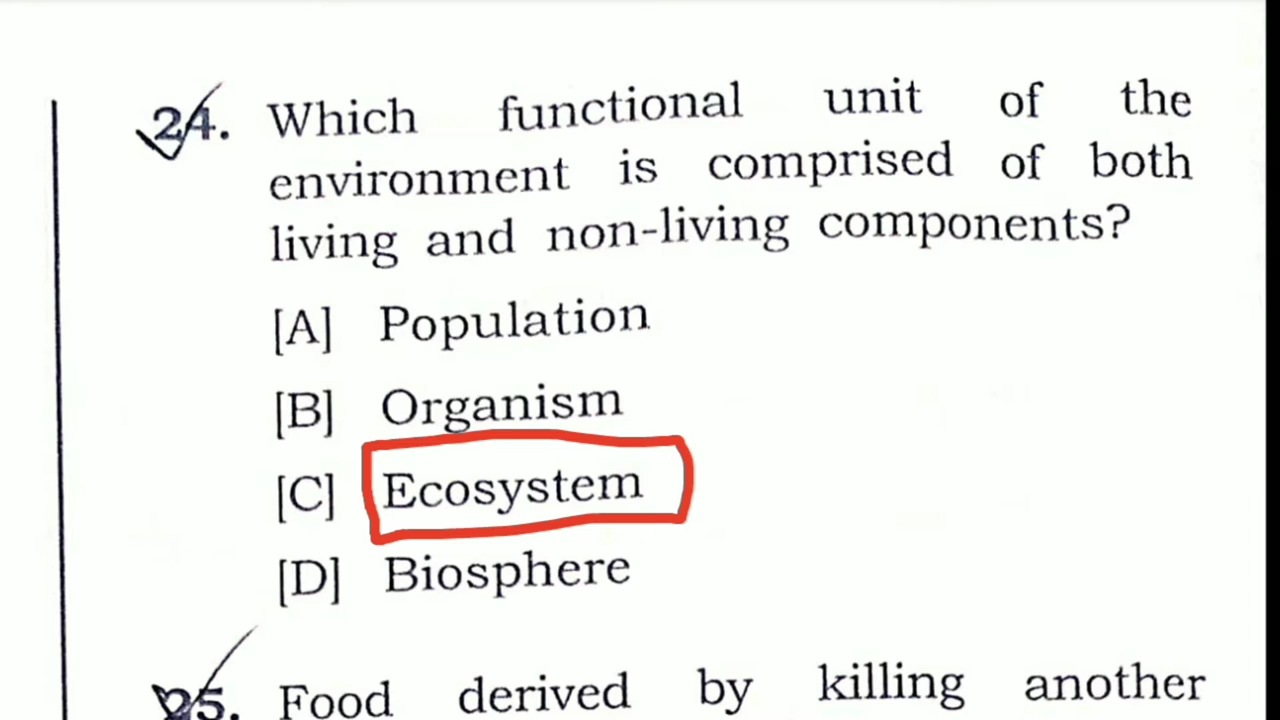 24. Which functional unit of the
environment is comprised of both
living and non-living components?
[A] Population
[B] Organism
[C] Ecosystem
[D] Biosphere
25. Food derived by killing another